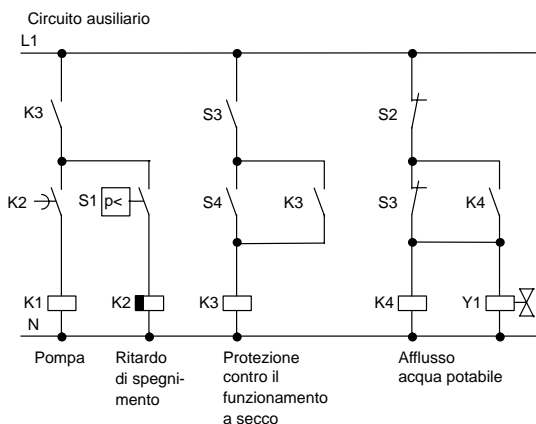 Circuito ausiliario
L1
K3
S3
S2
K2
S1
p<
S4
K3
S3
K4
K1
K2
K3
K4
Y1
N
Pompa
Ritardo
di spegni-
mento
Protezione
contro il
funzionamento
a secco
Afflusso
acqua potabile